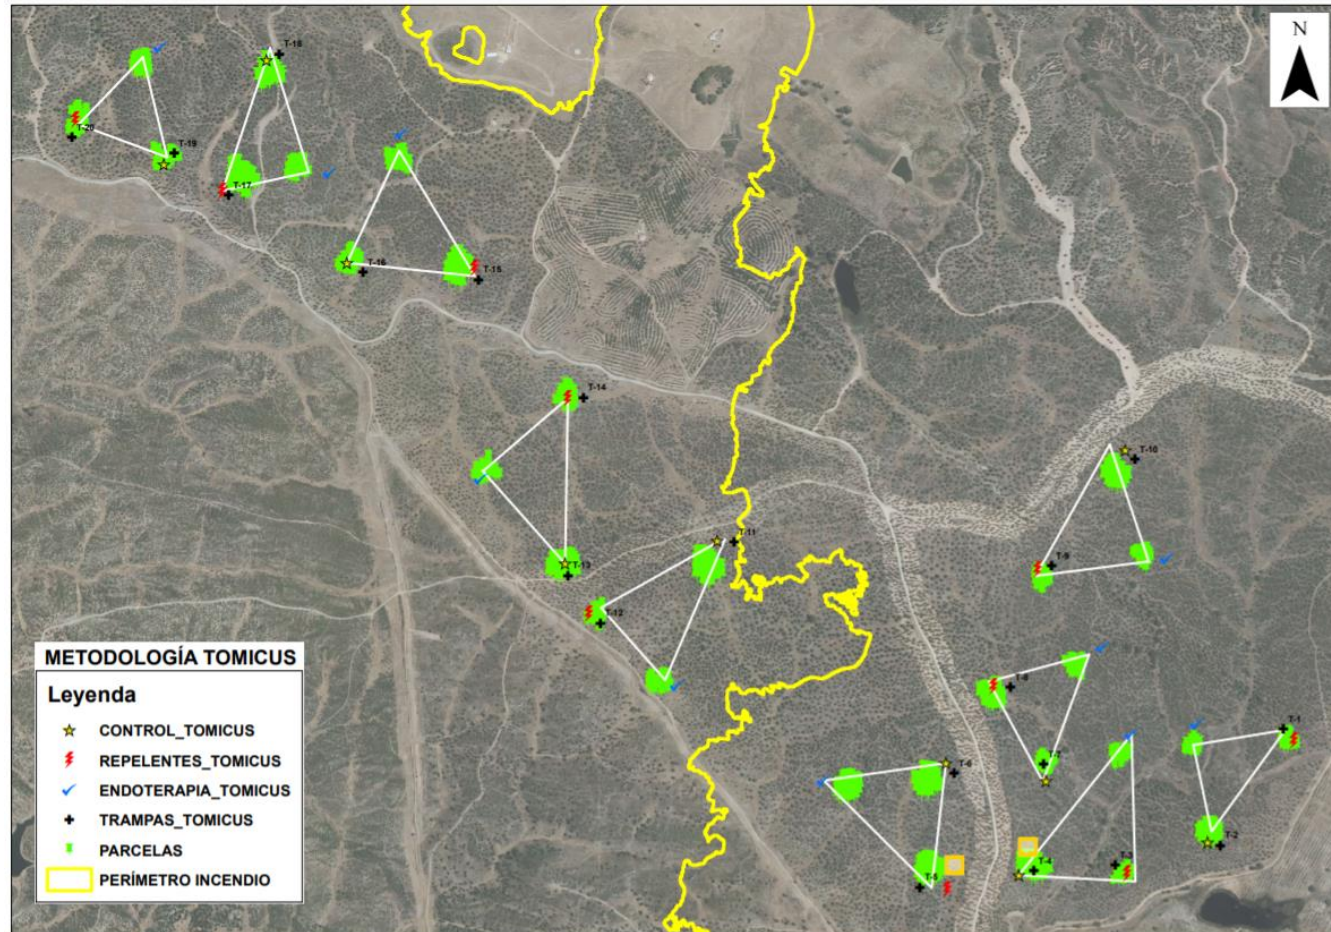 N
T-18
T-20
T-19
T-17
T-16
T-15
T-14
T-10
T-11
T-13
T-9
T-12
T-8
T-1
T-7
T-6
T-2
T-3
T-4
T-5
METODOLOGÍA TOMICUS
Leyenda
CONTROL_TOMICUS
REPELENTES_TOMICUS
ENDOTERAPIA_TOMICUS
TRAMPAS_TOMICUS
PARCELAS
PERÍMETRO INCENDIO